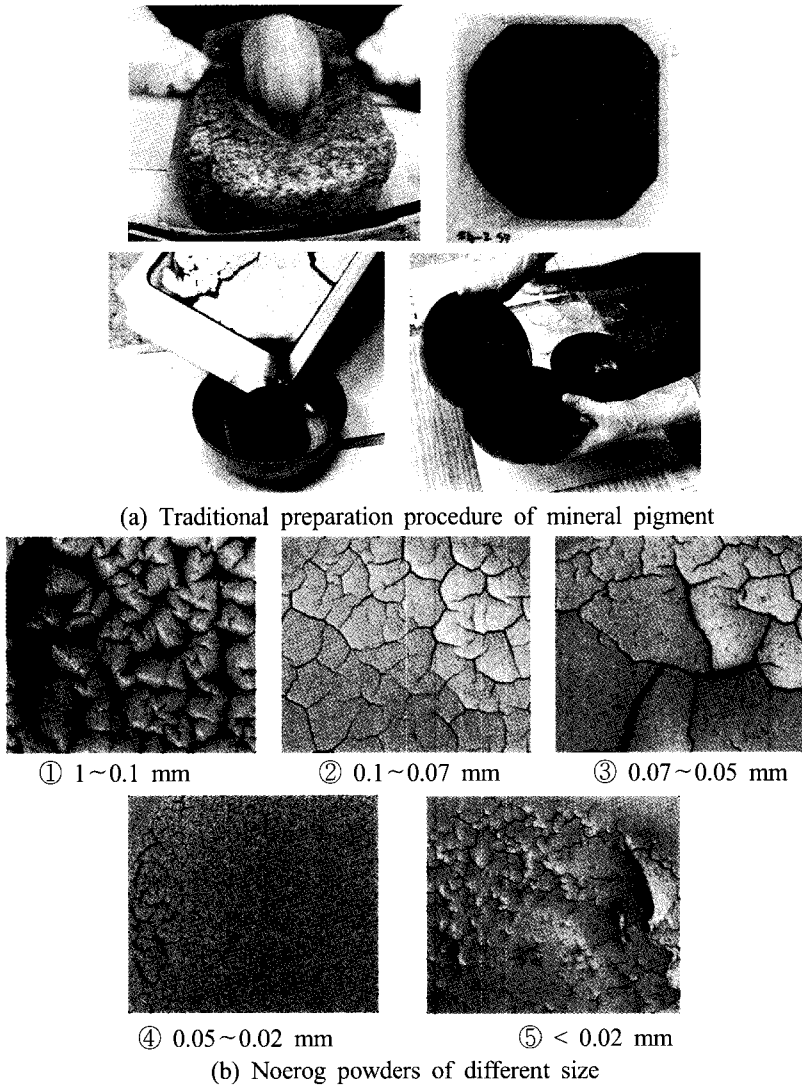 (a) Traditional preparation procedure of mineral pigment
① 1~0.1 mm
② 0.1~0.07 mm
③ 0.07~0.05 mm
④ 0.05~0.02 mm
⑤ < 0.02 mm
(b) Noerog powders of different size